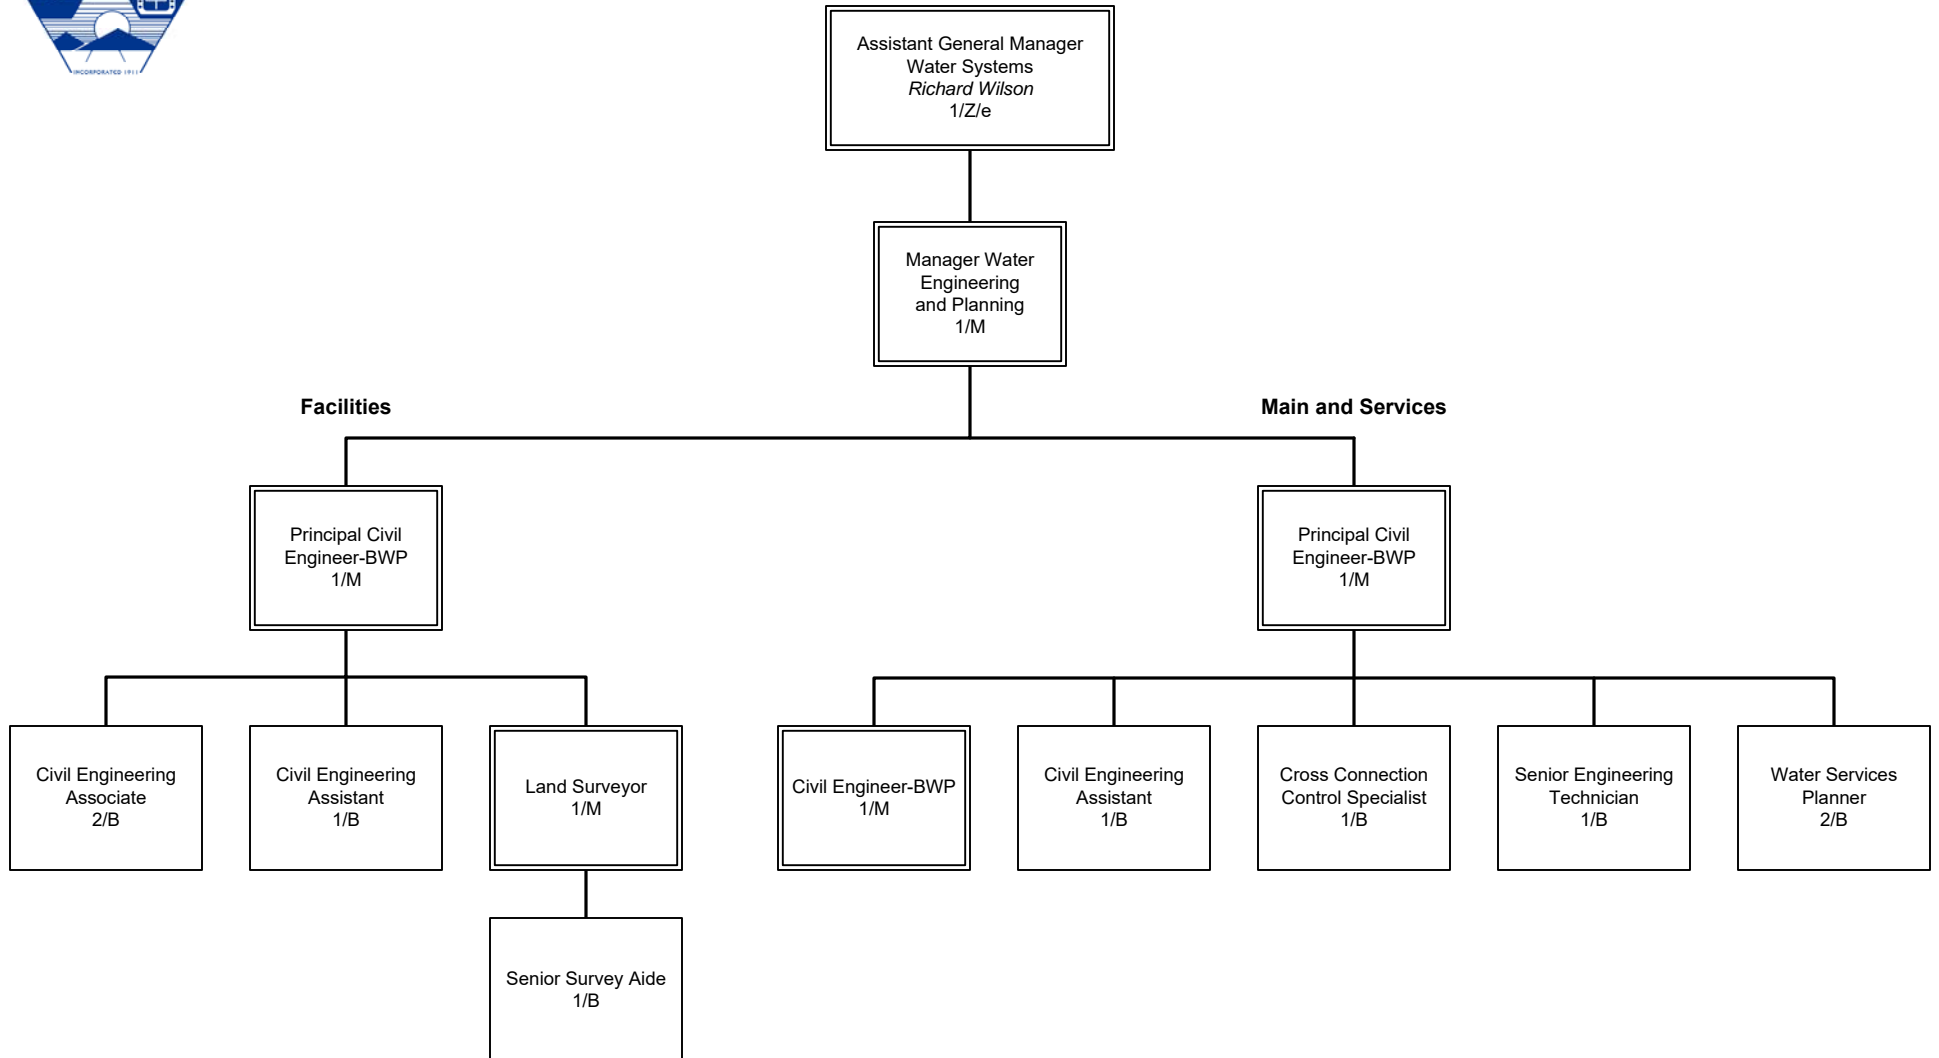 INCORPORATED 1911
Assistant General Manager
Water Systems
Richard Wilson
1/Z/e
Manager Water
Engineering
and Planning
1/M
Facilities
Main and Services
Principal Civil
Engineer-BWP
1/M
Principal Civil
Engineer-BWP
1/M
Civil Engineering
Associate
2/B
Civil Engineering
Assistant
1/B
Land Surveyor
1/M
Civil Engineer-BWP
1/M
Civil Engineering
Assistant
1/B
Cross Connection
Control Specialist
1/B
Senior Engineering
Technician
1/B
Water Services
Planner
2/B
Senior Survey Aide
1/B